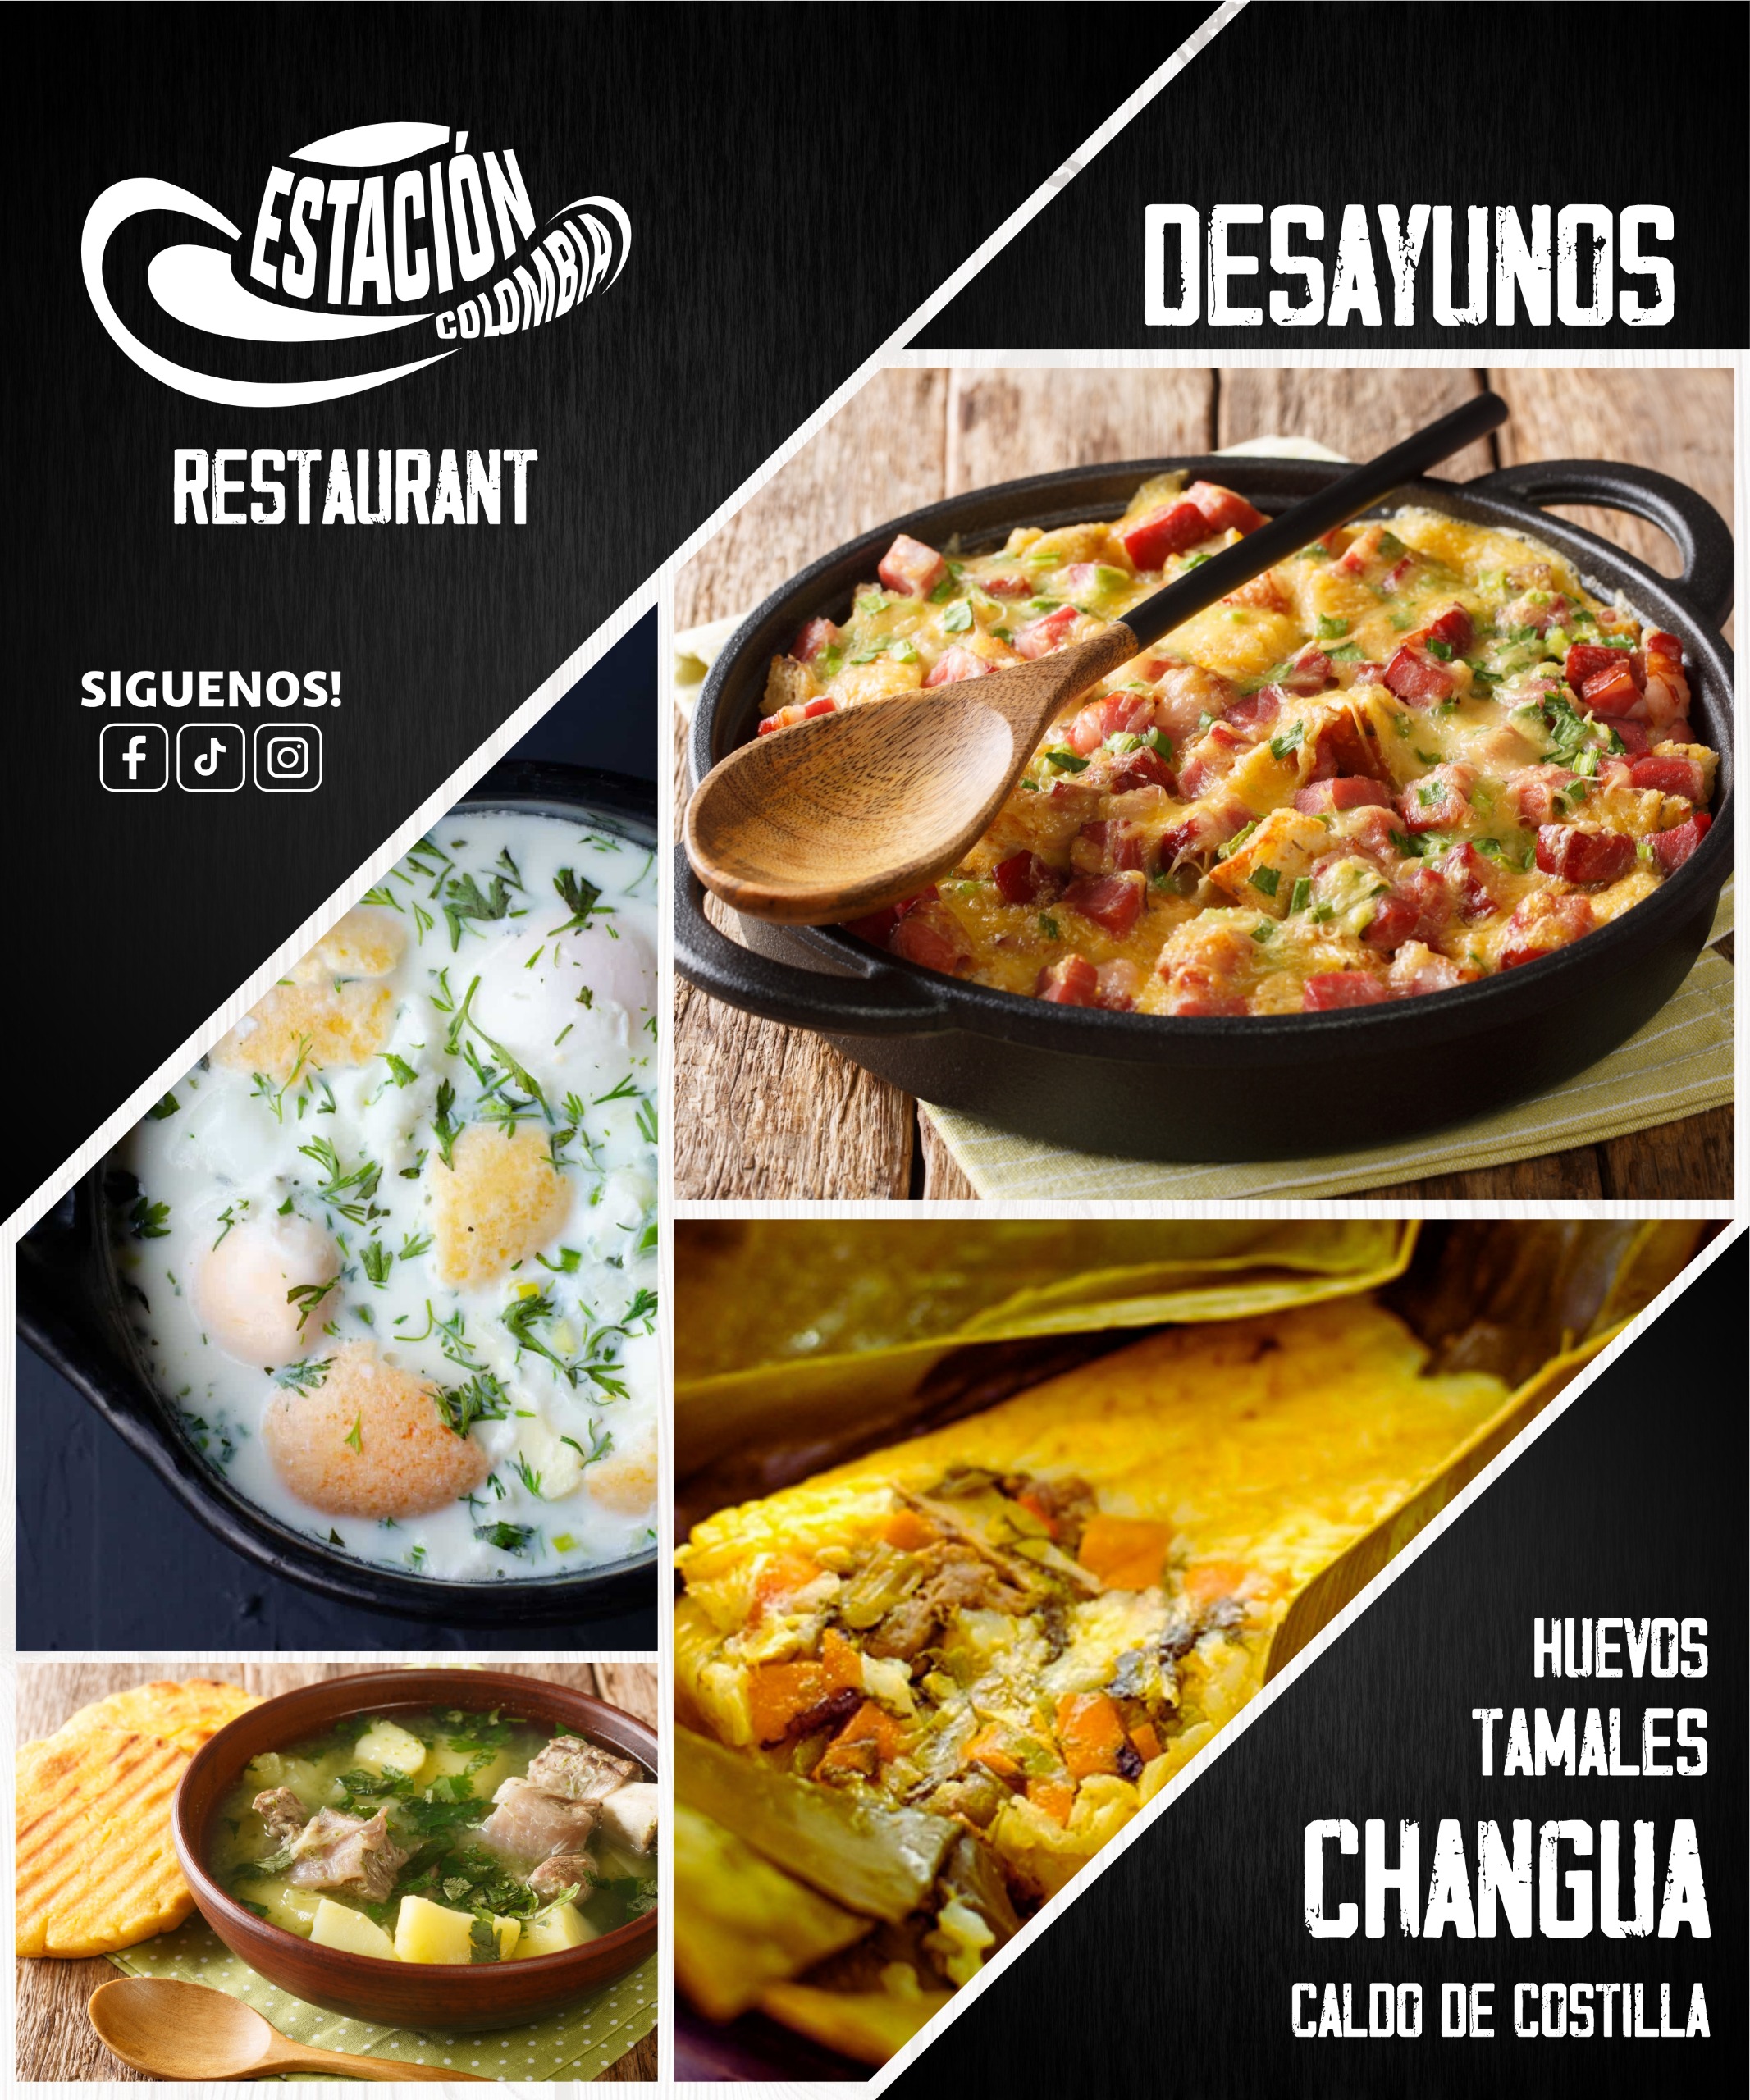 ESTACIÓN
COLOMBIA
RESTAURANT
SIGUENOS!
DESAYUNOS
HUEVOS
TAMALES
CHANGUA
CALDO DE COSTILLA